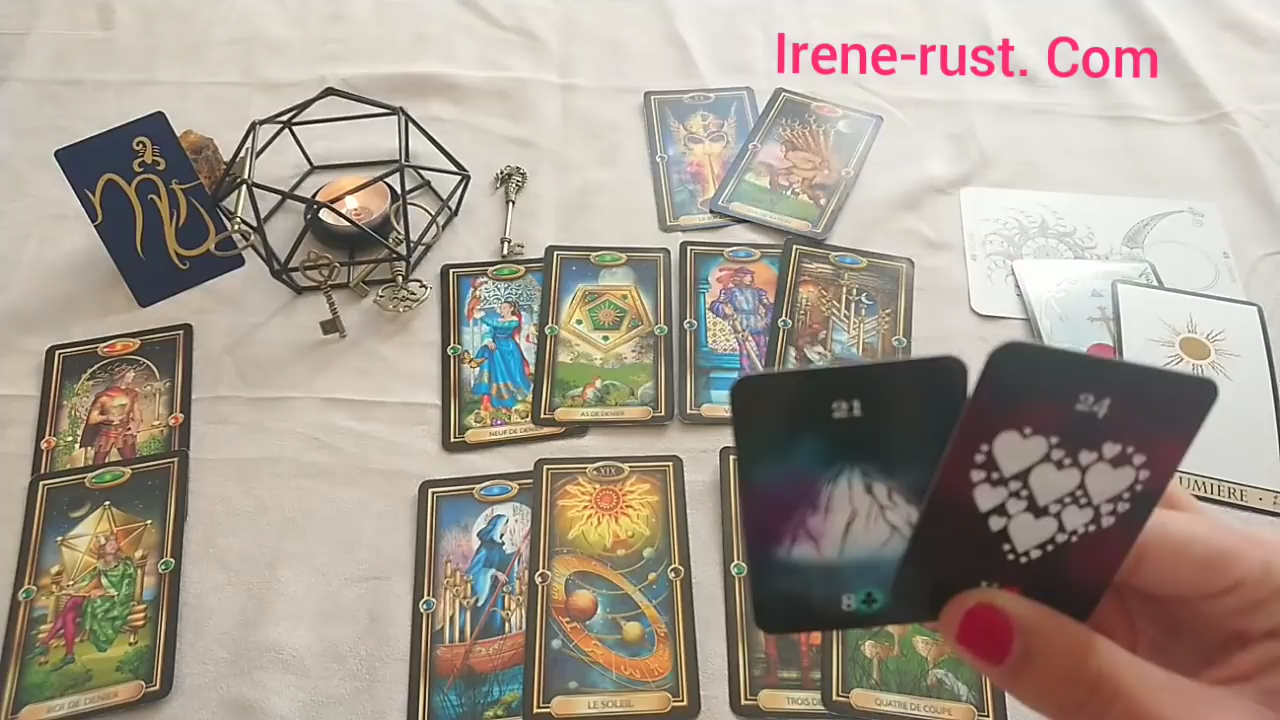 Irene-rust. Com
NEUF DE DENIER
AS DE DENIER
21
24
8
XIX
UMIERE
ROI DE DENIER
LE SOLEIL
TROIS DE
QUATRE DE COUPE